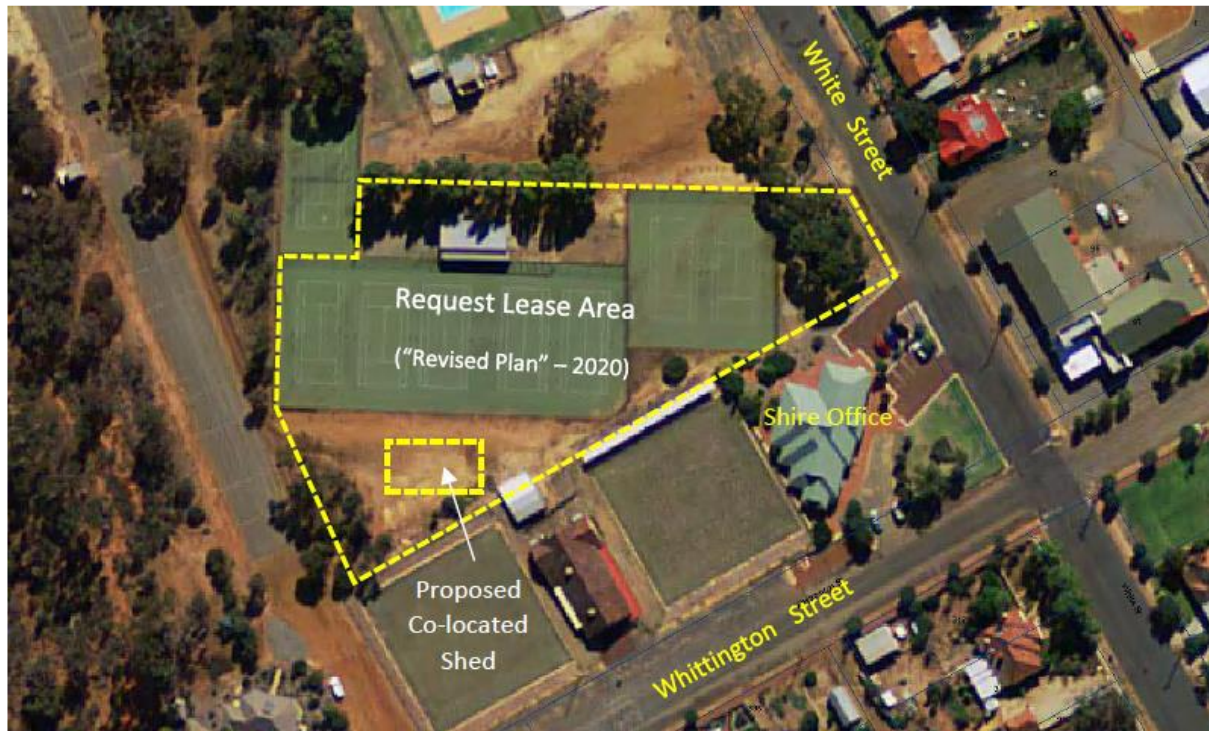 White Street
Request Lease Area
("Revised Plan" – 2020)
Shire Office
Proposed
Co-located
Shed
Whittington Street